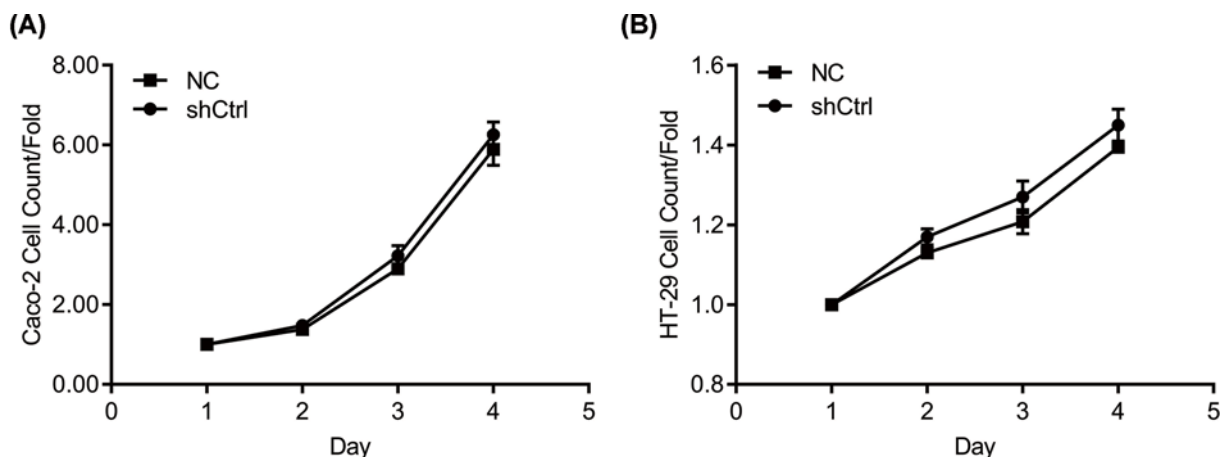 (A)
Caco-2 Cell Count/Fold
8.00
6.00
4.00
2.00
0.00
NC
shCtrl
0 1 2 3 4 5
Day
(B)
HT-29 Cell Count/Fold
1.6
1.4
1.2
1.0
0.8
NC
shCtrl
0 1 2 3 4 5
Day